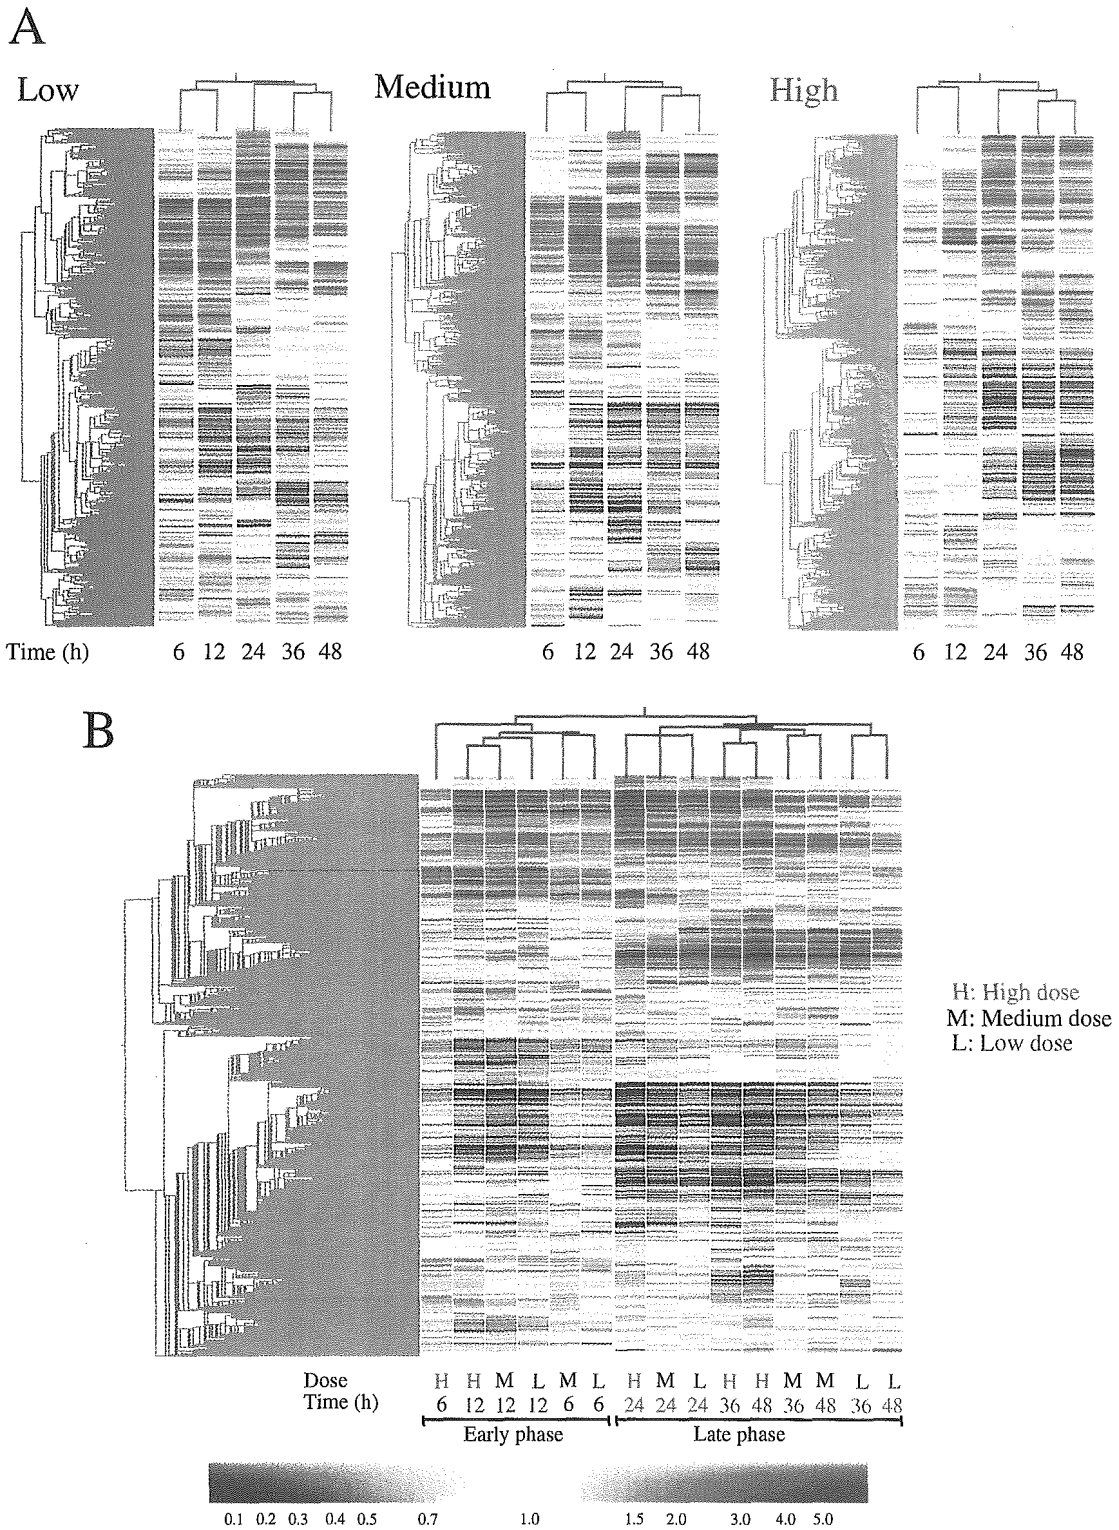 A
Low
Medium
High
Time (h)
6 12 24 36 48
6 12 24 36 48
6 12 24 36 48
B
H: High dose
M: Medium dose
L: Low dose
Dose H H M L M L H M L H H M M L L
Time (h) 6 12 12 12 6 6 24 24 24 36 48 36 48 36 48
Early phase
Late phase
0.1 0.2 0.3 0.4 0.5 0.7 1.0 1.5 2.0 3.0 4.0 5.0